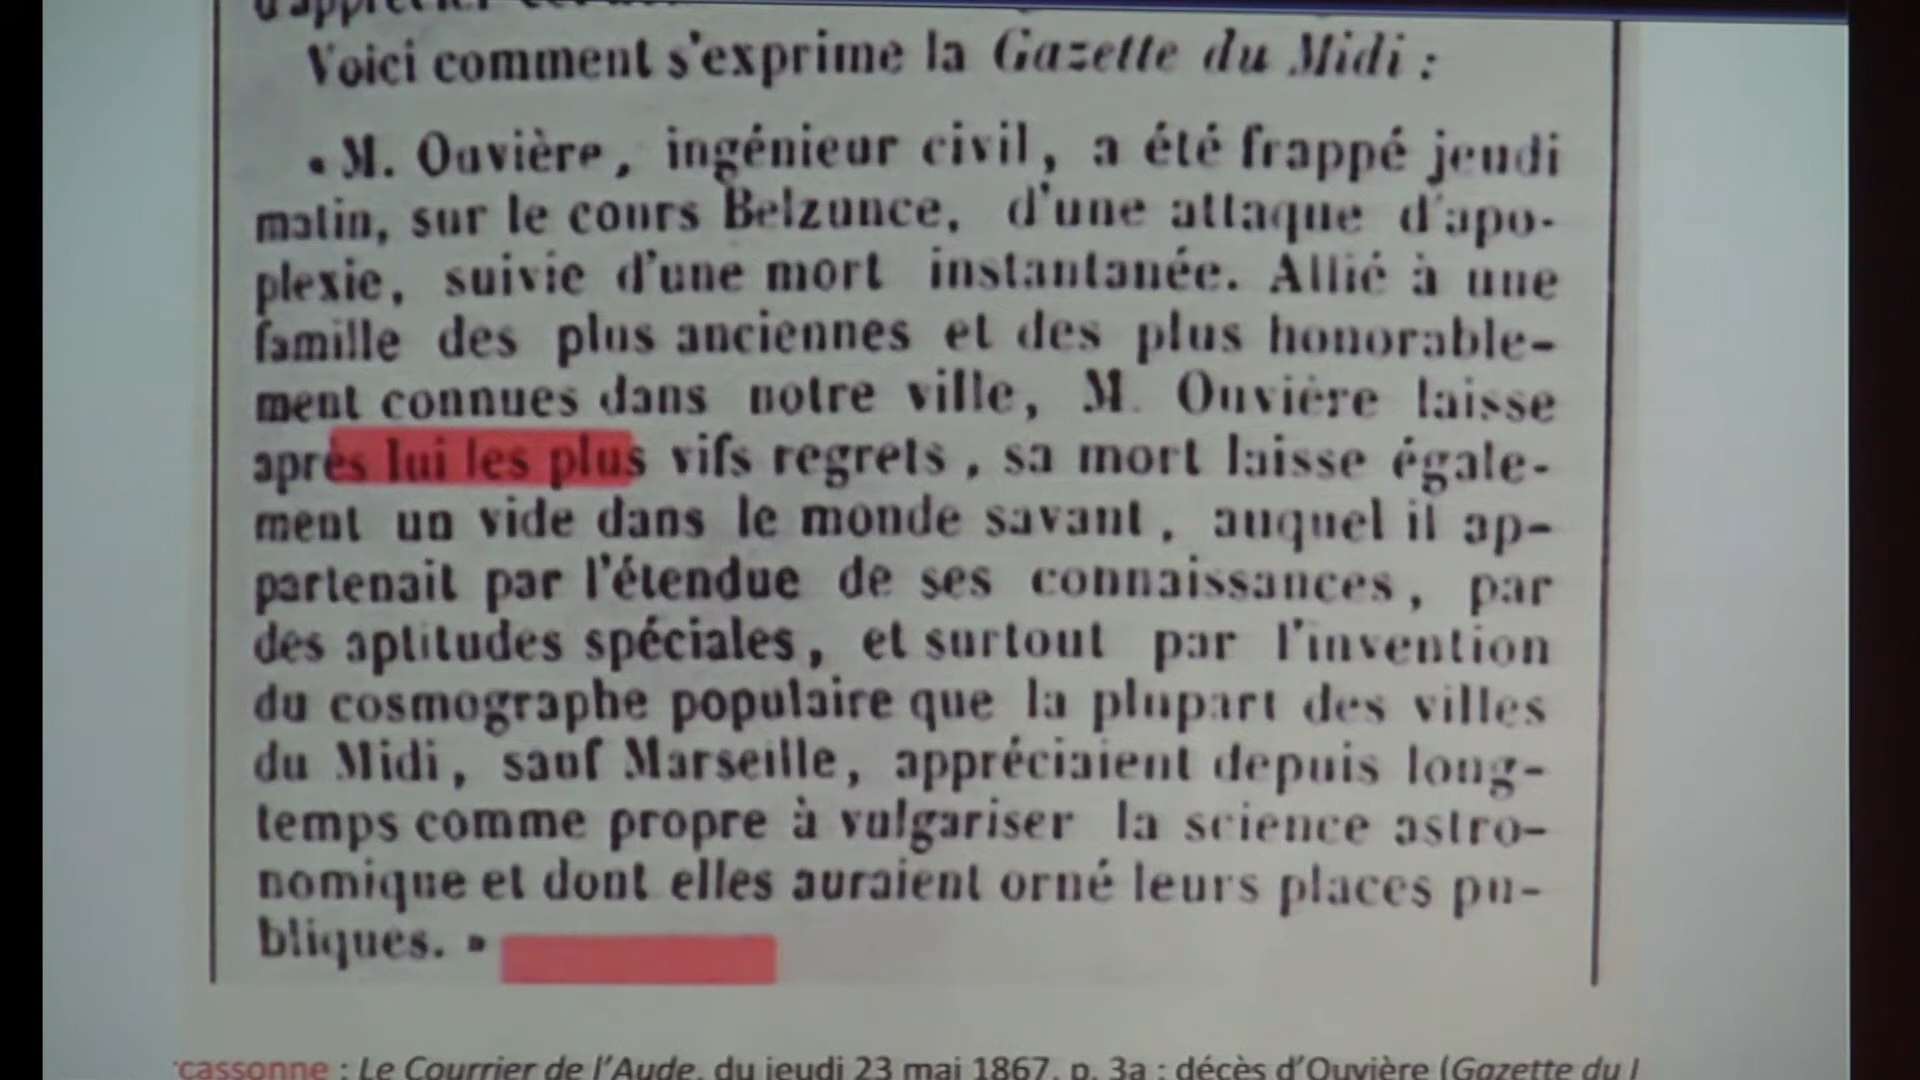 Voici comment s'exprime la Gazette du Midi :
« M. Ouvière, ingénieur civil, a été frappé jeudi
matin, sur le cours Belzunce, d'une attaque d'apo-
plexie, suivie d'une mort instantanée. Allié à une
famille des plus anciennes et des plus honorable-
ment connues dans notre ville, M. Ouvière laisse
après lui les plus vifs regrets, sa mort laisse égale-
ment un vide dans le monde savant, auquel il ap-
partenait par l'étendue de ses connaissances, par
des aptitudes spéciales, et surtout par l'invention
du cosmographe populaire que la plupart des villes
du Midi, sauf Marseille, appréciaient depuis long-
temps comme propre à vulgariser la science astro-
nomique et dont elles auraient orné leurs places pu-
bliques. »
cassonne : Le Courrier de l'Aude, du jeudi 23 mai 1867, p. 3a : décès d'Ouvière (Gazette du